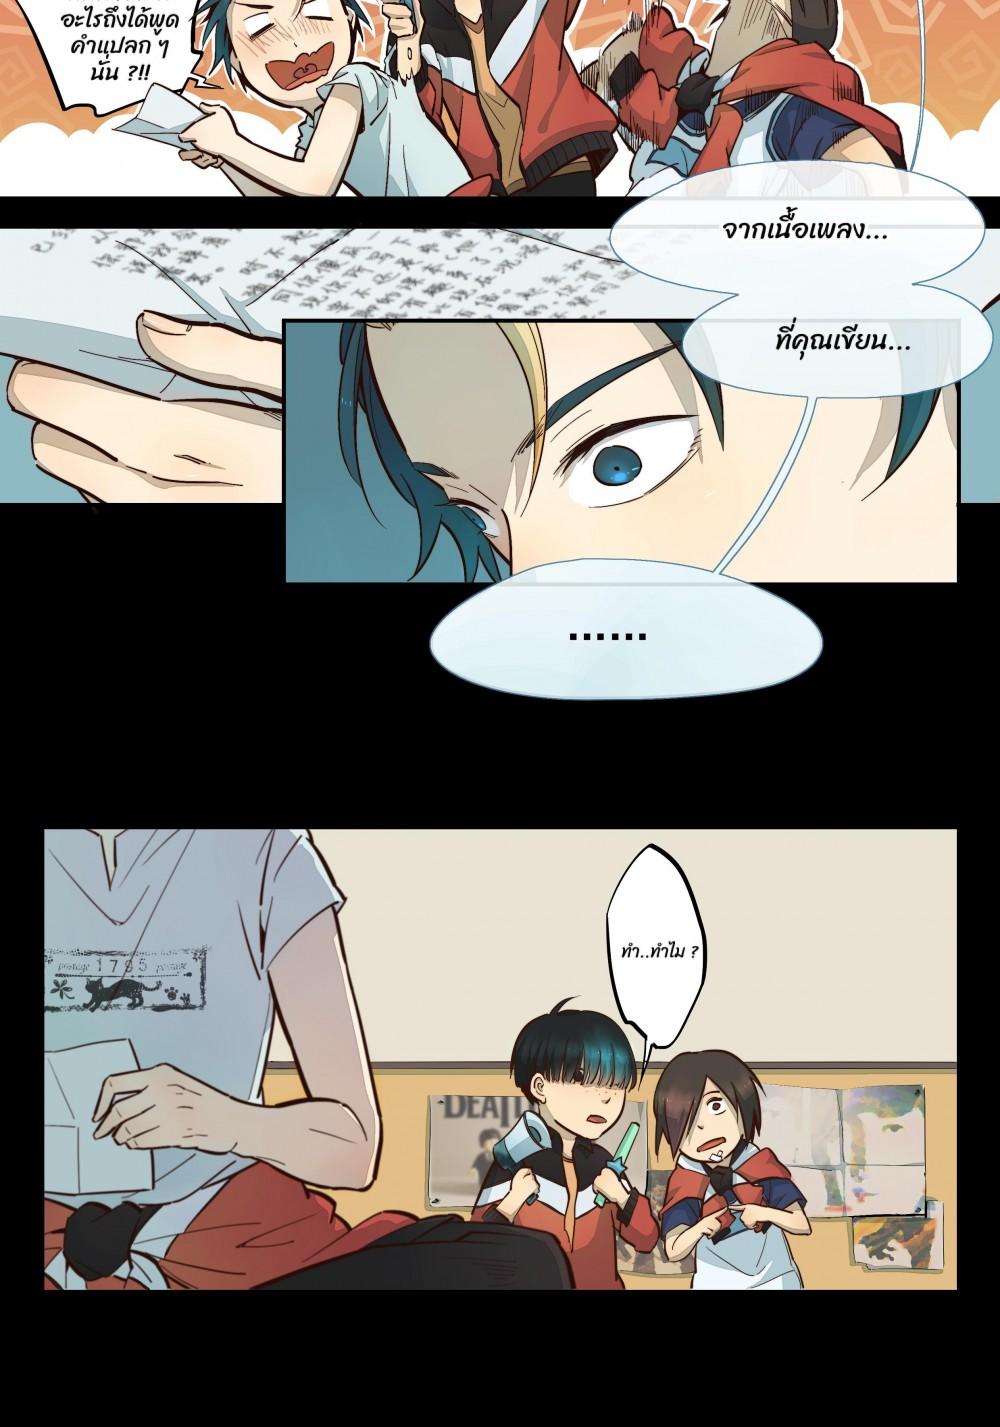 อะไรถึงได้พูด
คำแปลก ๆ
นั่น ?!!
จากเนื้อเพลง...
ที่คุณเขียน...
......
ทำ..ทำไม ?
1795
DEAT